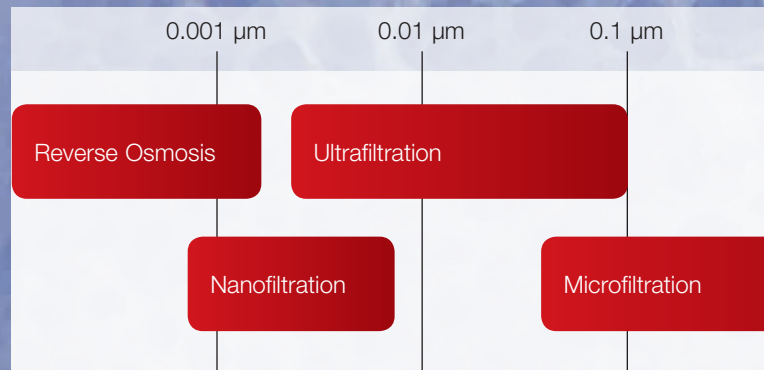 0.001 μm 0.01 μm 0.1 μm
Reverse Osmosis Ultrafiltration
Nanofiltration Microfiltration